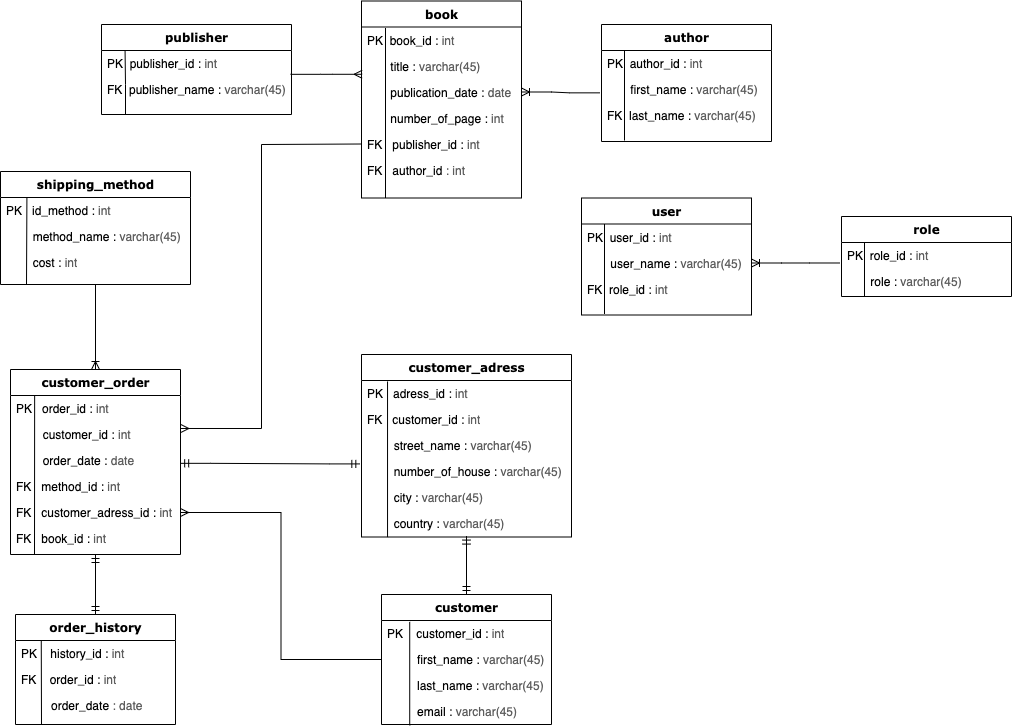 publisher
PK publisher_id : int
FK publisher_name : varchar(45)
book
PK book_id : int
title : varchar(45)
publication_date : date
number_of_page : int
FK publisher_id : int
FK author_id : int
author
PK author_id : int
first_name : varchar(45)
FK last_name : varchar(45)
shipping_method
PK id_method : int
method_name : varchar(45)
cost : int
user
PK user_id : int
user_name : varchar(45)
FK role_id : int
role
PK role_id : int
role : varchar(45)
customer_order
PK order_id : int
customer_id : int
order_date : date
FK method_id : int
FK customer_adress_id : int
FK book_id : int
customer_adress
PK adress_id : int
FK customer_id : int
street_name : varchar(45)
number_of_house : varchar(45)
city : varchar(45)
country : varchar(45)
order_history
PK history_id : int
FK order_id : int
order_date : date
customer
PK customer_id : int
first_name : varchar(45)
last_name : varchar(45)
email : varchar(45)